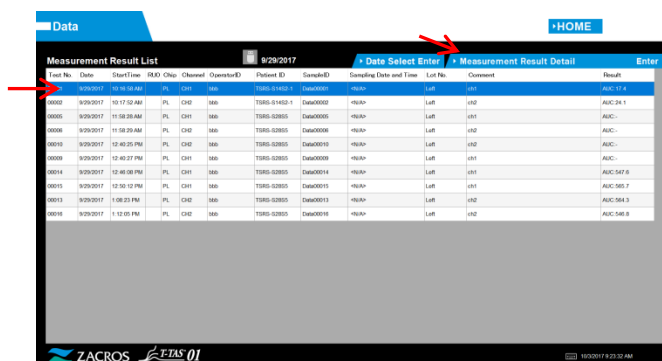 Data
▸HOME
Measurement Result List 9/29/2017 ▸ Date Select Enter ▸ Measurement Result Detail Enter
Test No. Date StartTime RUO Chip Channel OperatorID Patient ID SampleID Sampling Date and Time Lot No. Comment Result
9/29/2017 10:16:58 AM PL CH1 bbb TSRS-S14S2-1 Data00001 <N/A> Left ch1 AUC:17.4
00002 9/29/2017 10:17:52 AM PL CH2 bbb TSRS-S14S2-1 Data00002 <N/A> Left ch2 AUC:24.1
00005 9/29/2017 11:58:28 AM PL CH1 bbb TSRS-S28S5 Data00005 <N/A> Left ch1 AUC:-
00006 9/29/2017 11:58:29 AM PL CH2 bbb TSRS-S28S5 Data00006 <N/A> Left ch2 AUC:-
00010 9/29/2017 12:40:25 PM PL CH2 bbb TSRS-S28S5 Data00010 <N/A> Left ch2 AUC:-
00009 9/29/2017 12:40:27 PM PL CH1 bbb TSRS-S28S5 Data00009 <N/A> Left ch1 AUC:-
00014 9/29/2017 12:48:08 PM PL CH1 bbb TSRS-S28S5 Data00014 <N/A> Left ch1 AUC:547.6
00015 9/29/2017 12:50:12 PM PL CH1 bbb TSRS-S28S5 Data00015 <N/A> Left ch1 AUC:565.7
00013 9/29/2017 1:08:23 PM PL CH2 bbb TSRS-S28S5 Data00013 <N/A> Left ch2 AUC:564.3
00016 9/29/2017 1:12:05 PM PL CH2 bbb TSRS-S28S5 Data00016 <N/A> Left ch2 AUC:546.8
ZACROS T-TAS 01 10/3/2017 9:23:32 AM